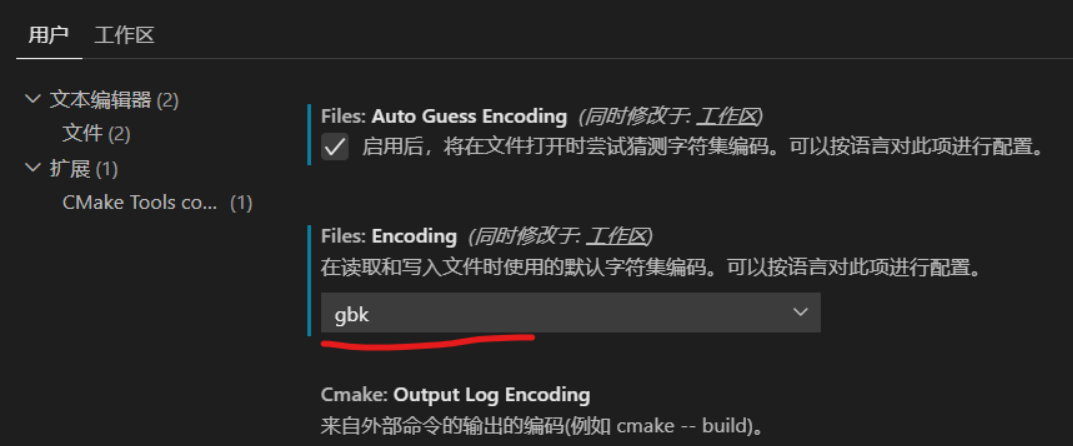 用户 工作区
文本编辑器 (2)
文件 (2)
扩展 (1)
CMake Tools co... (1)
Files: Auto Guess Encoding (同时修改于: 工作区)
启用后，将在文件打开时尝试猜测字符集编码。可以按语言对此项进行配置。
Files: Encoding (同时修改于: 工作区)
在读取和写入文件时使用的默认字符集编码。可以按语言对此项进行配置。
gbk
Cmake: Output Log Encoding
来自外部命令的输出的编码(例如 cmake -- build)。